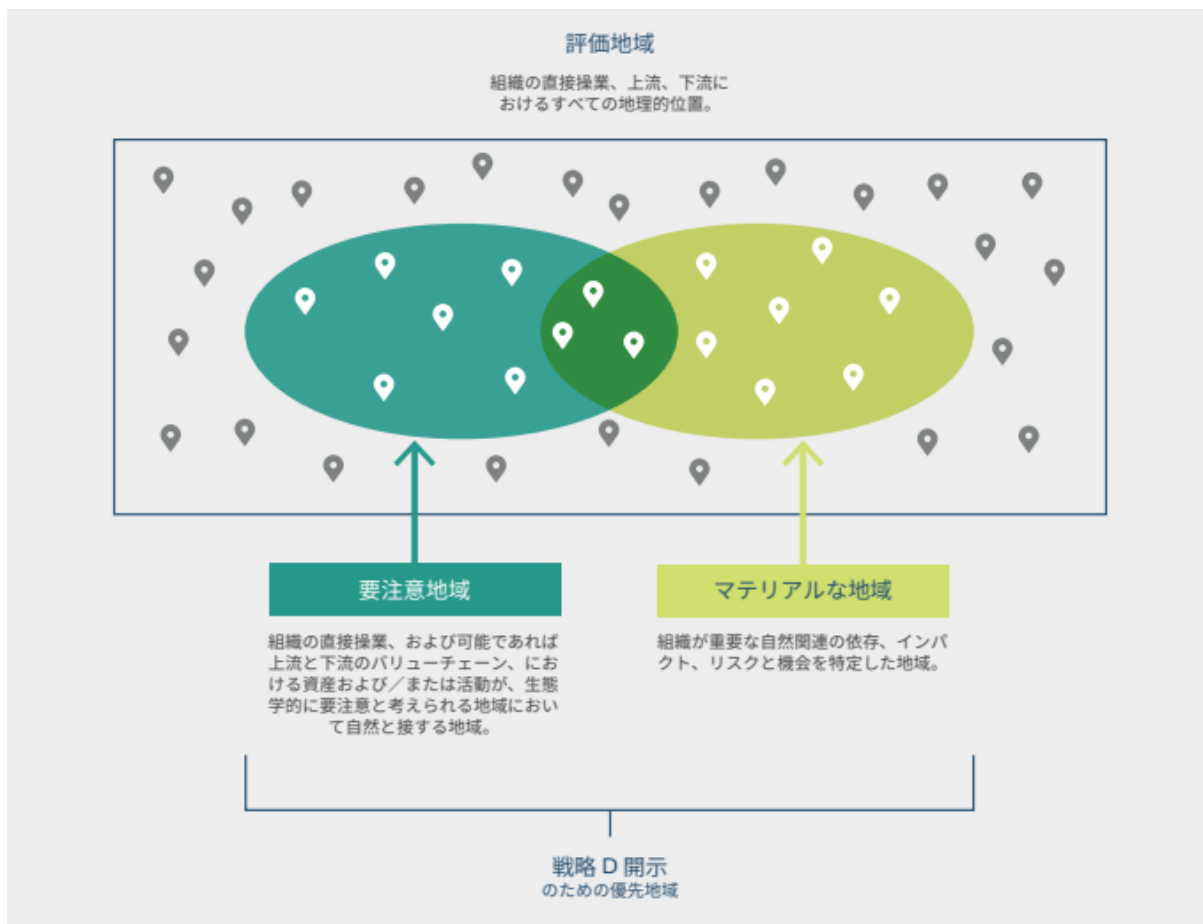 評価地域
組織の直接操業、上流、下流に
おけるすべての地理的位置。
要注意地域
組織の直接操業、および可能であれば
上流と下流のバリューチェーン、にお
ける資産および／または活動が、生態
学的に要注意と考えられる地域におい
て自然と接する地域。
マテリアルな地域
組織が重要な自然関連の依存、インパ
クト、リスクと機会を特定した地域。
戦略 D 開示
のための優先地域